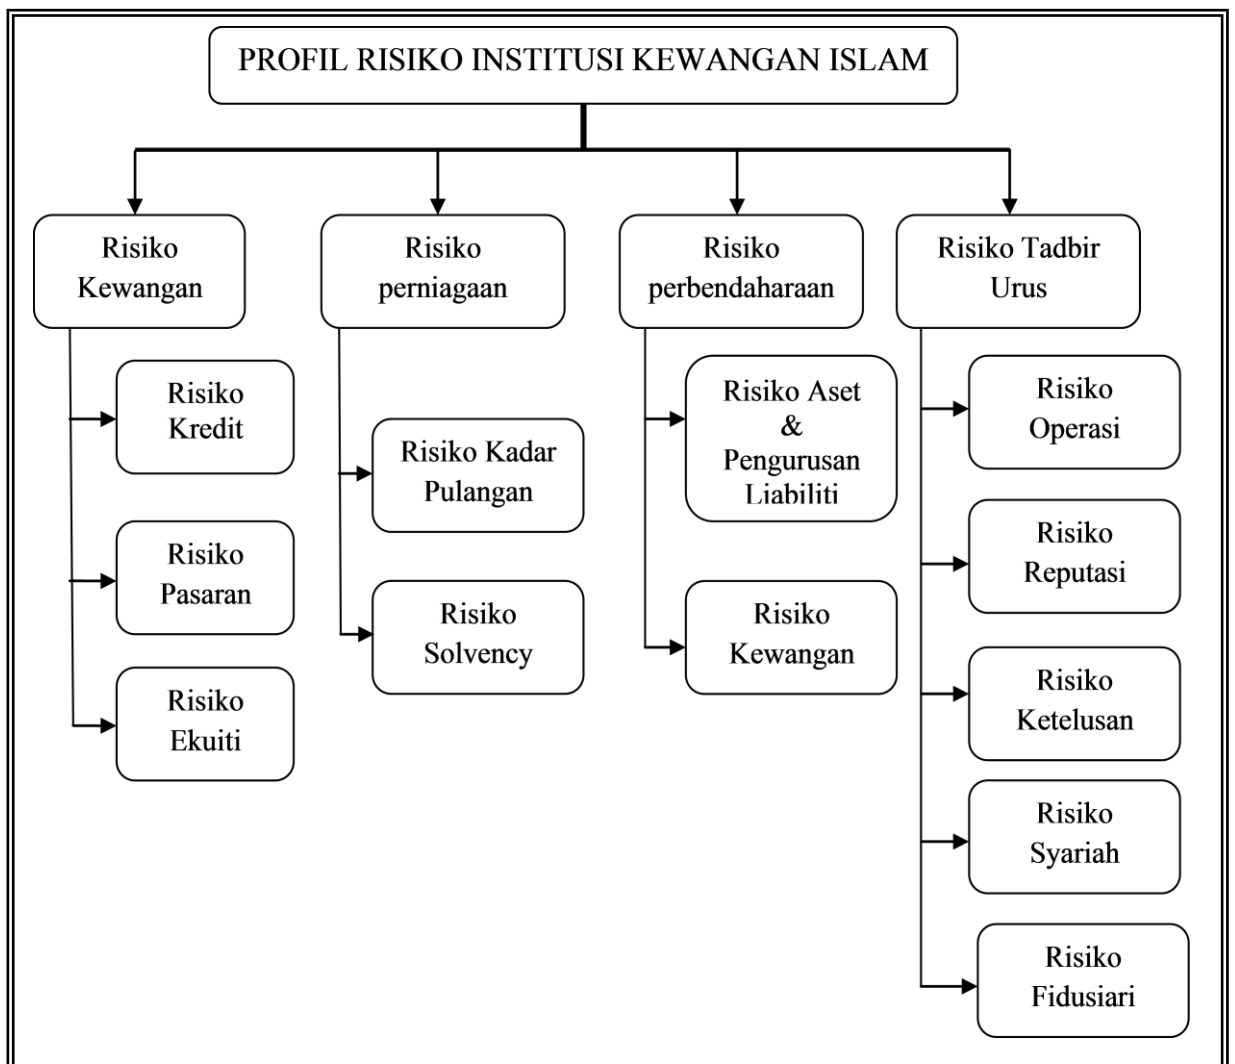 PROFIL RISIKO INSTITUSI KEWANGAN ISLAM
Risiko
Kewangan
Risiko
Kredit
Risiko
Pasaran
Risiko
Ekuiti
Risiko
perniagaan
Risiko Kadar
Pulangan
Risiko
Solvency
Risiko
perbendaharaan
Risiko Aset
&
Pengurusan
Liabiliti
Risiko
Kewangan
Risiko Tadbir
Urus
Risiko
Operasi
Risiko
Reputasi
Risiko
Ketelusan
Risiko
Syariah
Risiko
Fidusiari